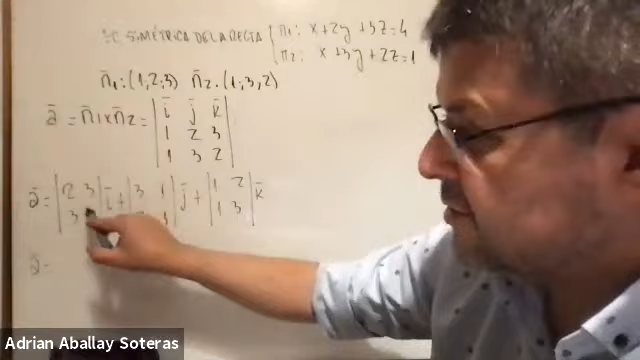 EC SIMÉTRICA DE LA RECTA { π1: x+2y+3z=4
π2: x+3y+2z=1
n̄1:(1,2,3) n̄2:(1,3,2)
ā = n̄1 x n̄2 = | ī j̄ k̄ |
| 1 2 3 |
| 1 3 2 |
ā = | 2 3 | ī + | 3 1 | j̄ + | 1 2 | k̄
| 3 | 1 | | 1 3 |
ā =
Adrian Aballay Soteras